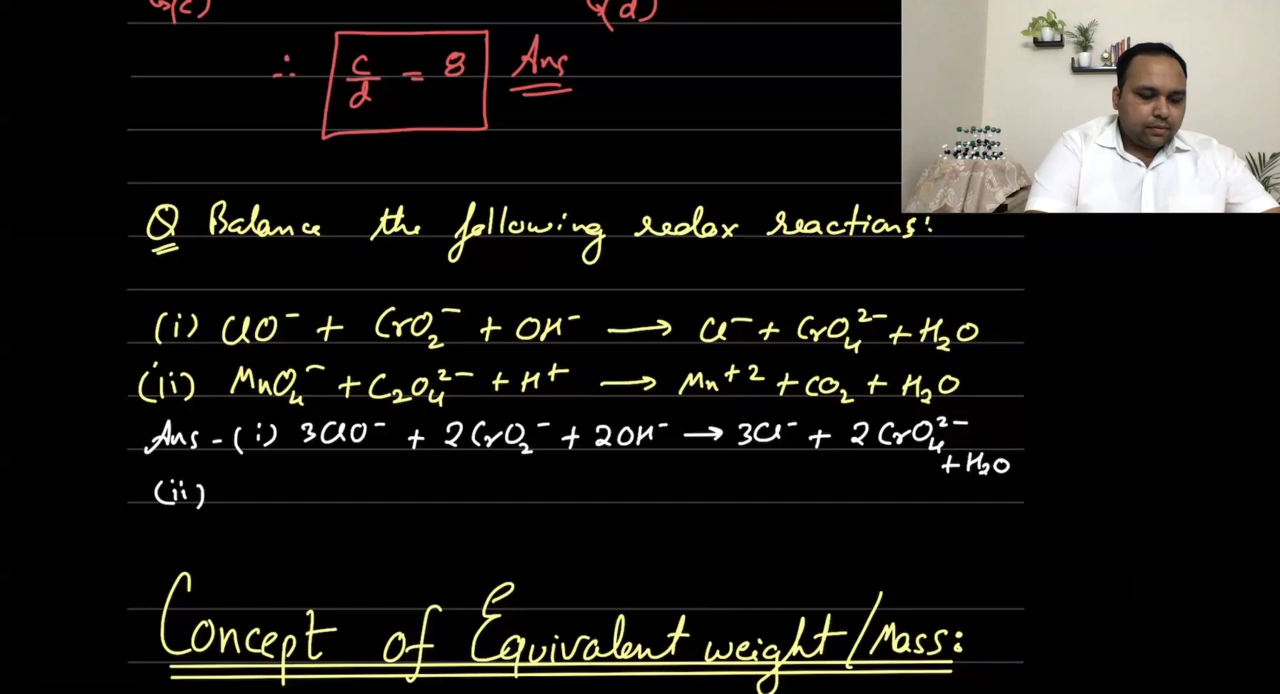 (c) (d)
∴ c/d = 8 Ans
Q Balance the following redox reactions:
(i) ClO⁻ + CrO₂⁻ + OH⁻ → Cl⁻ + CrO₄²⁻ + H₂O
(ii) MnO₄⁻ + C₂O₄²⁻ + H⁺ → Mn⁺² + CO₂ + H₂O
Ans - (i) 3ClO⁻ + 2CrO₂⁻ + 2OH⁻ → 3Cl⁻ + 2CrO₄²⁻
+ H₂O
(ii)
Concept of Equivalent weight/Mass: